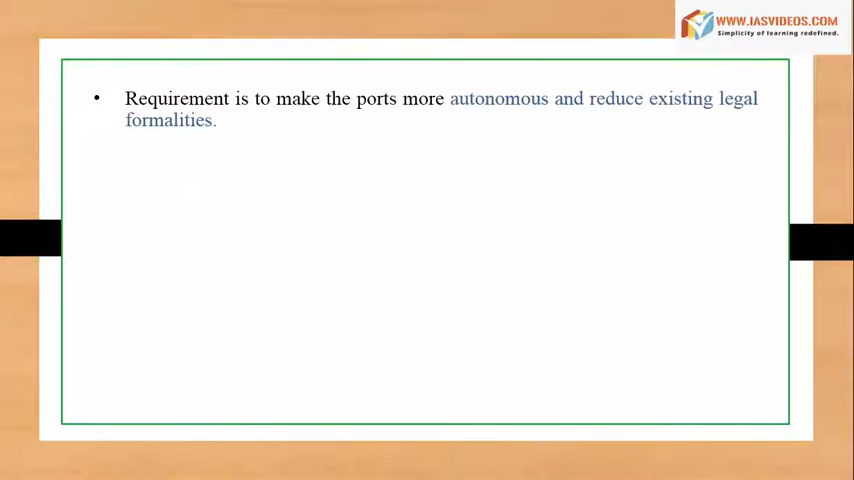 WWW.IASVIDEOS.COM
Simplicity of learning redefined.
• Requirement is to make the ports more autonomous and reduce existing legal
formalities.